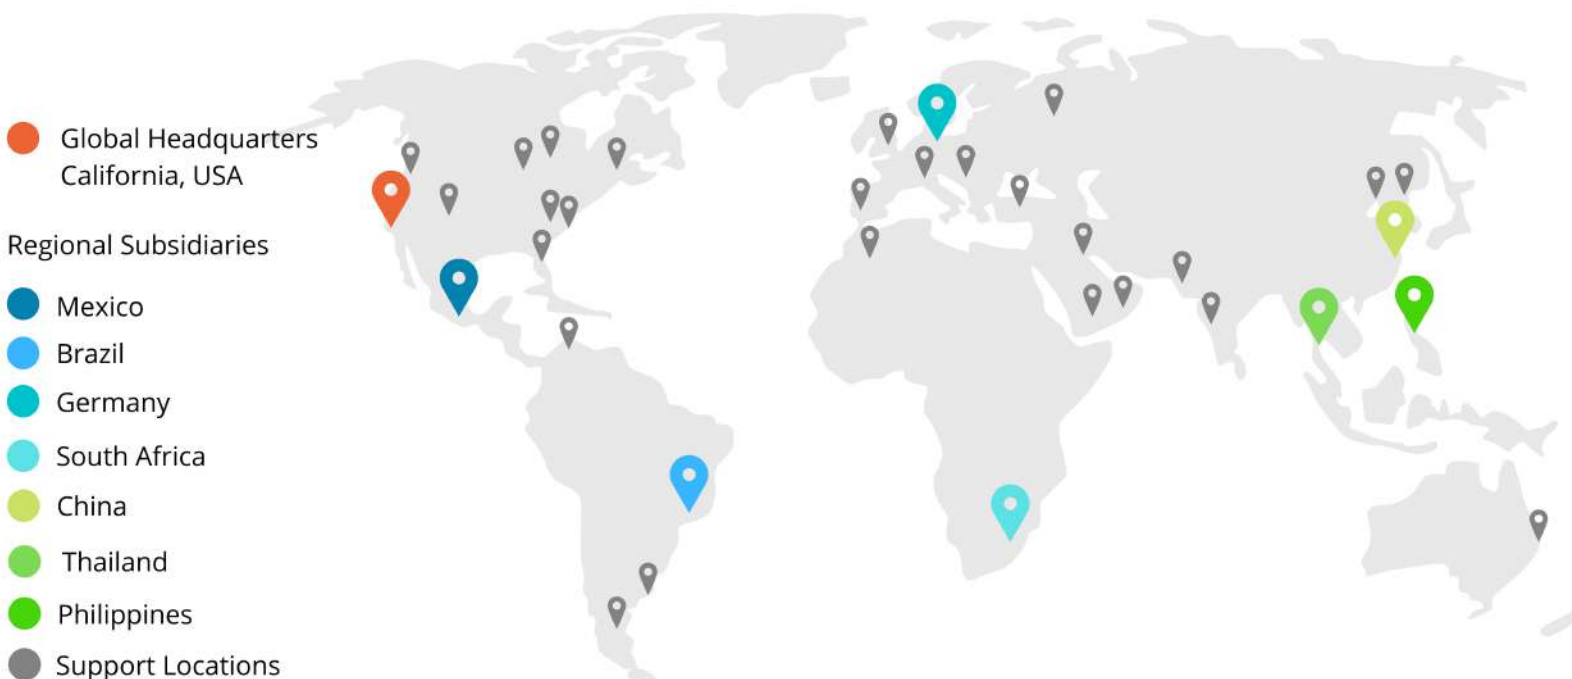 Global Headquarters
California, USA
Regional Subsidiaries
Mexico
Brazil
Germany
South Africa
China
Thailand
Philippines
Support Locations